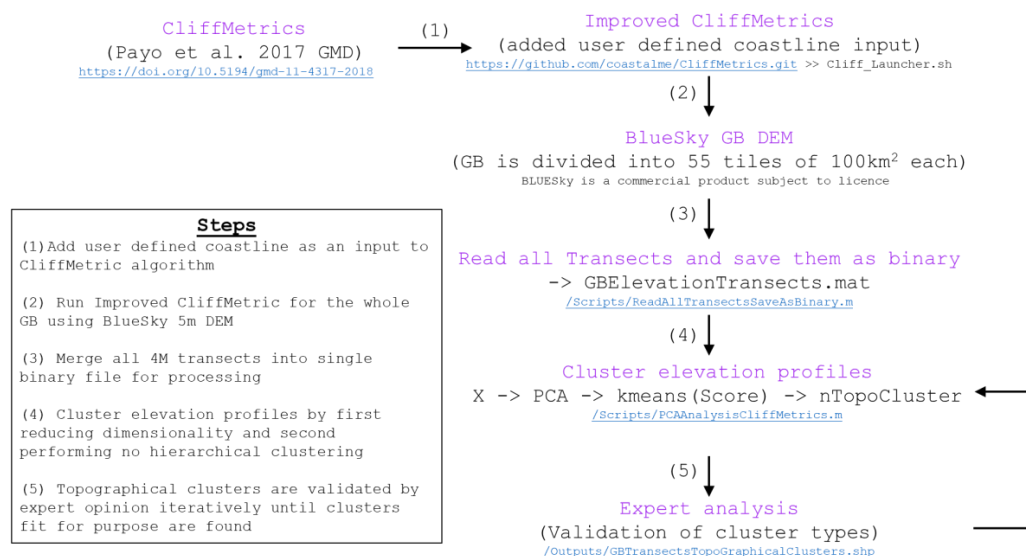 CliffMetrics
(Payo et al. 2017 GMD)
https://doi.org/10.5194/gmd-11-4317-2018
(1)
Improved CliffMetrics
(added user defined coastline input)
https://github.com/coastalme/CliffMetrics.git >> Cliff_Launcher.sh
(2)
BlueSky GB DEM
(GB is divided into 55 tiles of 100km² each)
BLUESky is a commercial product subject to licence
(3)
Read all Transects and save them as binary
-> GBElevationTransects.mat
/Scripts/ReadAllTransectsSaveAsBinary.m
(4)
Cluster elevation profiles
X -> PCA -> kmeans(Score) -> nTopoCluster
/Scripts/PCAAnalysisCliffMetrics.m
(5)
Expert analysis
(Validation of cluster types)
/Outputs/GBTransectsTopoGraphicalClusters.shp
Steps
(1)Add user defined coastline as an input to
CliffMetric algorithm
(2) Run Improved CliffMetric for the whole
GB using BlueSky 5m DEM
(3) Merge all 4M transects into single
binary file for processing
(4) Cluster elevation profiles by first
reducing dimensionality and second
performing no hierarchical clustering
(5) Topographical clusters are validated by
expert opinion iteratively until clusters
fit for purpose are found